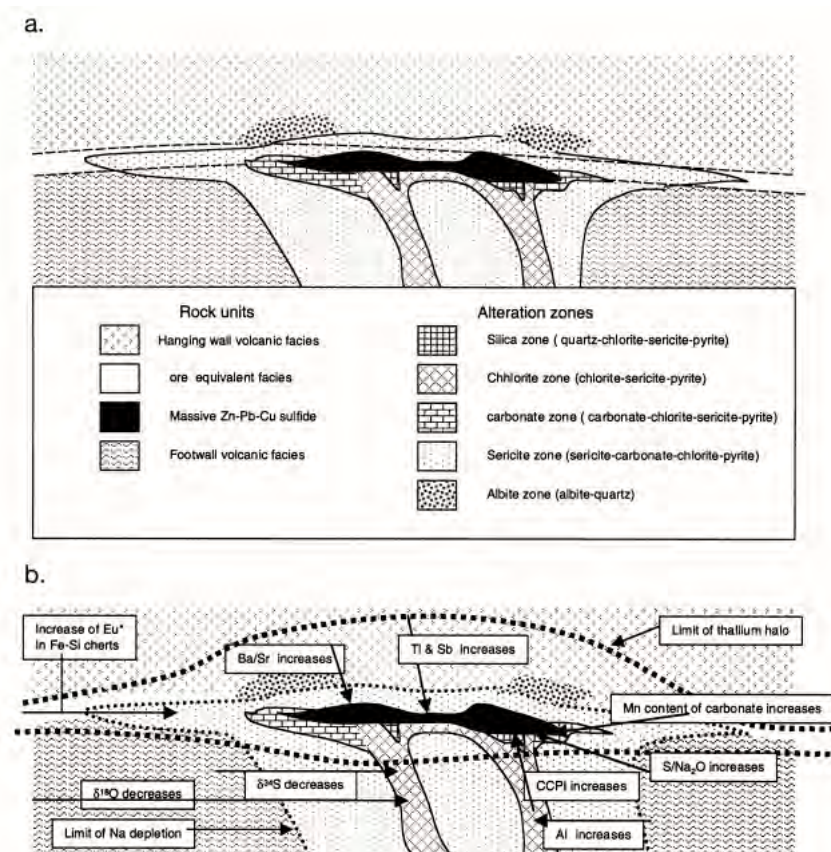 a.
Rock units
Alteration zones
Hanging wall volcanic facies
ore equivalent facies
Massive Zn-Pb-Cu sulfide
Footwall volcanic facies
Silica zone ( quartz-chlorite-sericite-pyrite)
Chhlorite zone (chlorite-sericite-pyrite)
carbonate zone ( carbonate-chlorite-sericite-pyrite)
Sericite zone (sericite-carbonate-chlorite-pyrite)
Albite zone (albite-quartz)
b.
Increase of Eu*
in Fe-Si cherts
Ba/Sr increases
Tl & Sb increases
Limit of thallium halo
Mn content of carbonate increases
S/Na₂O increases
δ³⁴S decreases
CCPI increases
δ¹⁸O decreases
Limit of Na depletion
AI increases